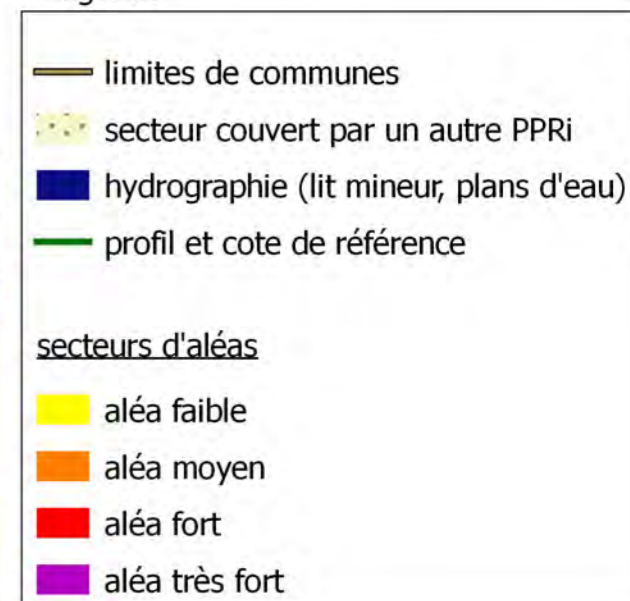 limites de communes
secteur couvert par un autre PPRi
hydrographie (lit mineur, plans d'eau)
profil et cote de référence
secteurs d'aléas
aléa faible
aléa moyen
aléa fort
aléa très fort